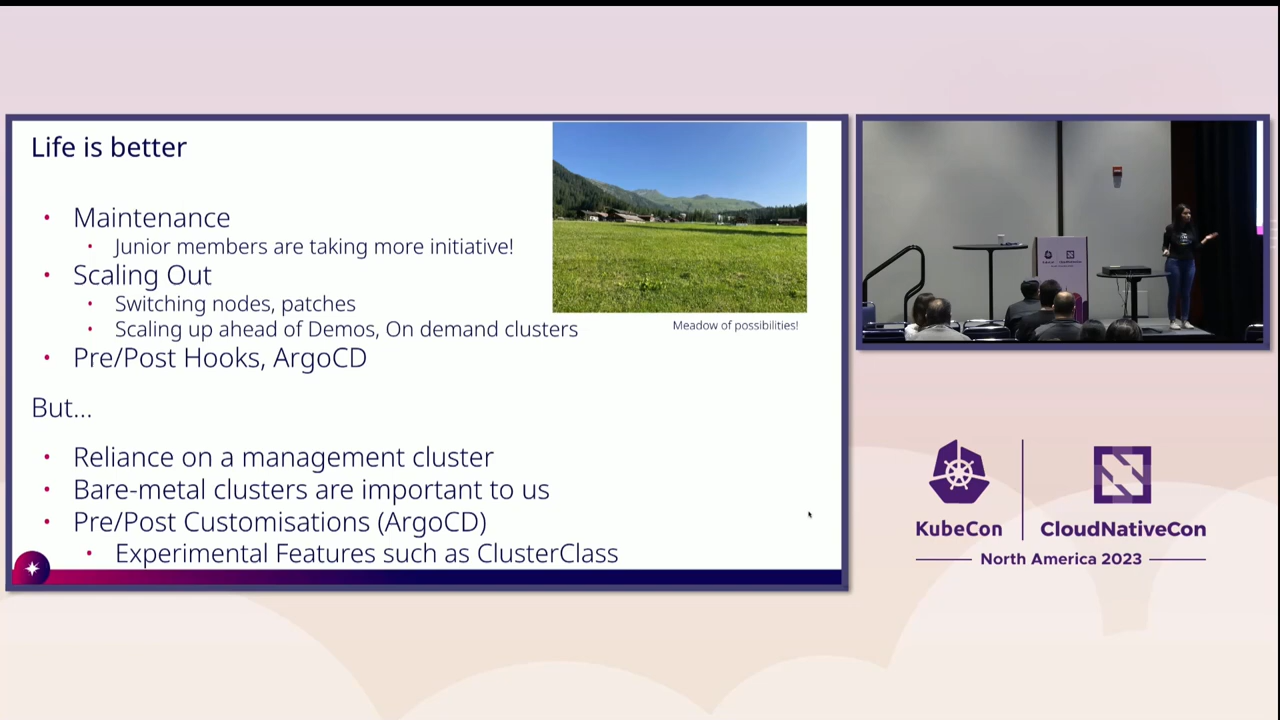 Life is better
• Maintenance
• Junior members are taking more initiative!
• Scaling Out
• Switching nodes, patches
• Scaling up ahead of Demos, On demand clusters
• Pre/Post Hooks, ArgoCD
Meadow of possibilities!
But...
• Reliance on a management cluster
• Bare-metal clusters are important to us
• Pre/Post Customisations (ArgoCD)
• Experimental Features such as ClusterClass
KubeCon
CloudNativeCon
North America 2023